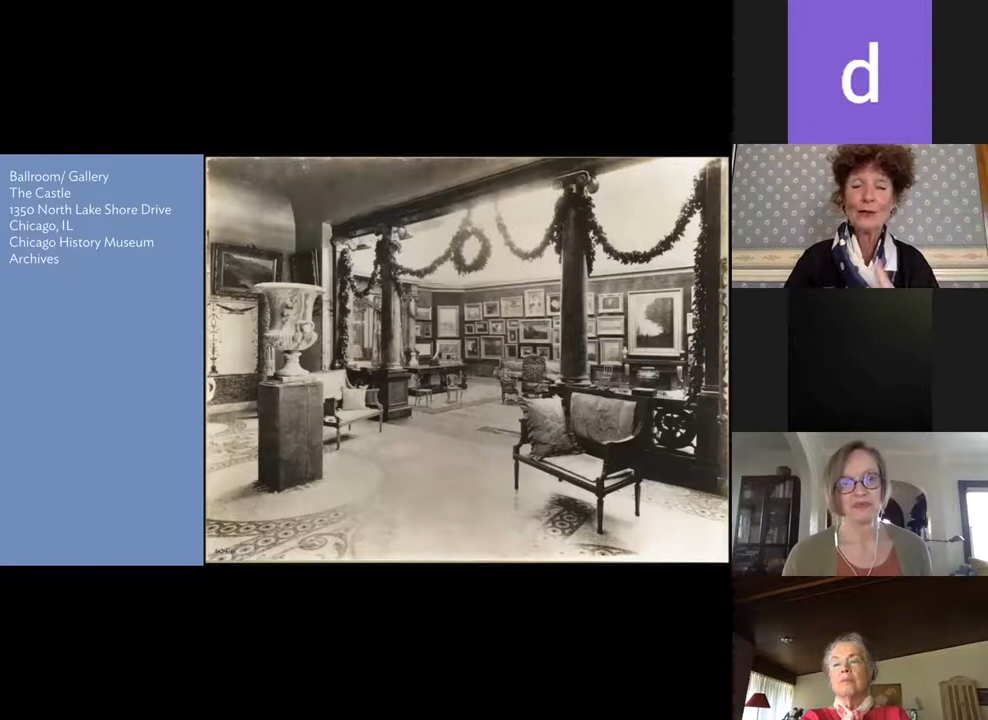 Ballroom/ Gallery
The Castle
1350 North Lake Shore Drive
Chicago, IL
Chicago History Museum
Archives
d